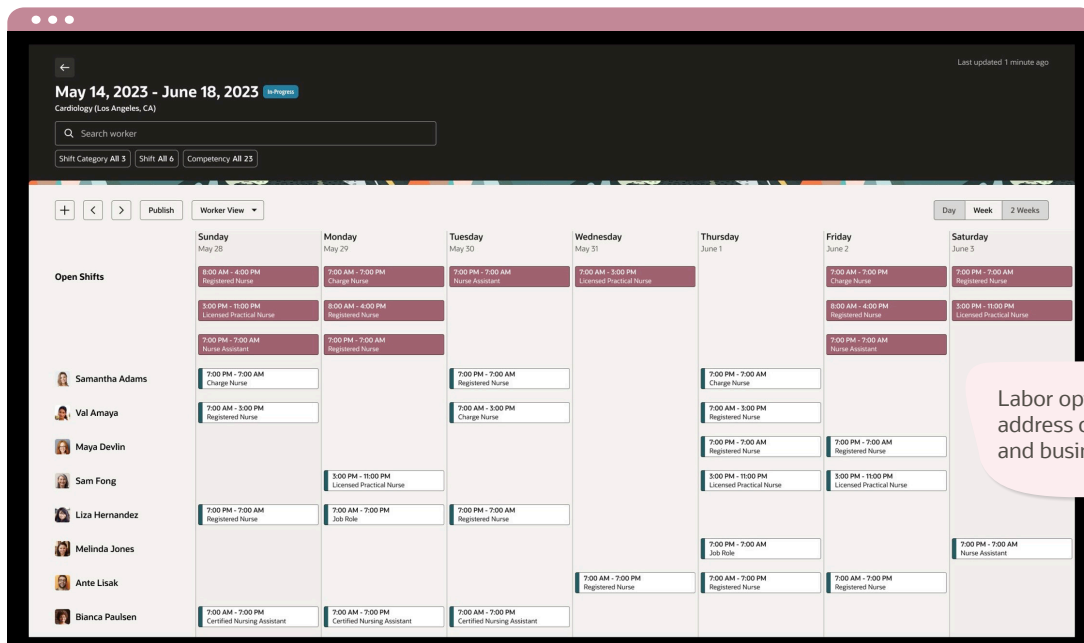 Last updated 1 minute ago
May 14, 2023 - June 18, 2023 In-Progress
Cardiology (Los Angeles, CA)
Search worker
Shift Category All 3 Shift All 6 Competency All 23
Publish Worker View Day Week 2 Weeks
Sunday Monday Tuesday Wednesday Thursday Friday Saturday
May 28 May 29 May 30 May 31 June 1 June 2 June 3
Open Shifts
8:00 AM - 4:00 PM 7:00 AM - 7:00 PM 7:00 PM - 7:00 AM 7:00 AM - 3:00 PM 7:00 AM - 7:00 PM 7:00 PM - 7:00 AM
Registered Nurse Charge Nurse Nurse Assistant Licensed Practical Nurse Charge Nurse Registered Nurse
3:00 PM - 11:00 PM 8:00 AM - 4:00 PM 8:00 AM - 4:00 PM 3:00 PM - 11:00 PM
Licensed Practical Nurse Registered Nurse Registered Nurse Licensed Practical Nurse
7:00 PM - 7:00 AM 7:00 PM - 7:00 AM 7:00 PM - 7:00 AM
Nurse Assistant Registered Nurse Nurse Assistant
Samantha Adams
7:00 PM - 7:00 AM 7:00 PM - 7:00 AM 7:00 PM - 7:00 AM
Charge Nurse Registered Nurse Charge Nurse
Val Amaya
7:00 AM - 3:00 PM 7:00 AM - 3:00 PM 7:00 AM - 3:00 PM
Registered Nurse Charge Nurse Registered Nurse
Maya Devlin
7:00 PM - 7:00 AM 7:00 PM - 7:00 AM
Registered Nurse Registered Nurse
Sam Fong
3:00 PM - 11:00 PM 3:00 PM - 11:00 PM 3:00 PM - 11:00 PM
Licensed Practical Nurse Licensed Practical Nurse Licensed Practical Nurse
Liza Hernandez
7:00 PM - 7:00 AM 7:00 AM - 7:00 PM 7:00 PM - 7:00 AM
Registered Nurse Job Role Registered Nurse
Melinda Jones
7:00 PM - 7:00 AM 7:00 PM - 7:00 AM
Job Role Nurse Assistant
Ante Lisak
7:00 AM - 7:00 PM 7:00 AM - 7:00 PM 7:00 AM - 7:00 PM
Registered Nurse Registered Nurse Registered Nurse
Bianca Paulsen
7:00 AM - 7:00 PM 7:00 AM - 7:00 PM 7:00 AM - 7:00 PM
Certified Nursing Assistant Certified Nursing Assistant Certified Nursing Assistant
Labor
address
and